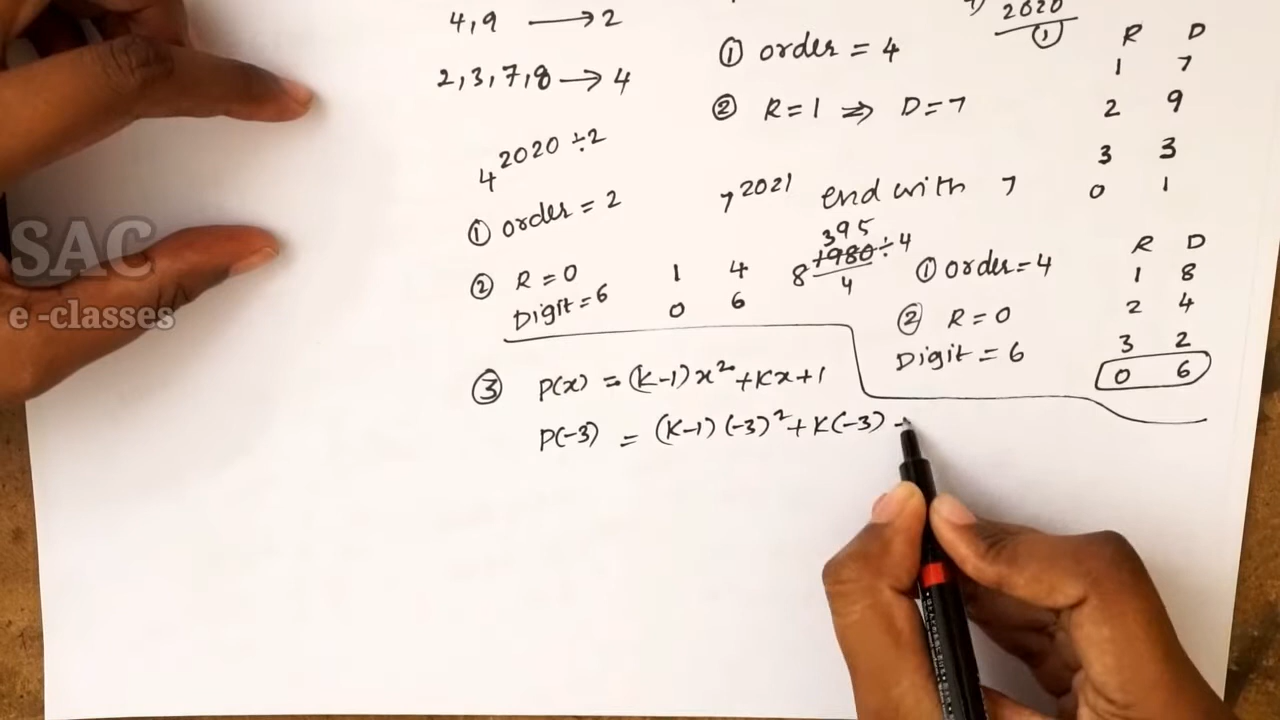 4,9 → 2
2,3,7,8 → 4
4^2020 ÷2
① order = 2
② R = 0
Digit = 6
1 4
0 6
2020
①
① order = 4
② R = 1 ⇒ D = 7
R D
1 7
2 9
3 3
0 1
7^2021 end with 7
395
8^1980÷4
4
① order = 4
② R = 0
Digit = 6
R D
1 8
2 4
3 2
0 6
③ P(x) = (K-1)x² + Kx + 1
P(-3) = (K-1)(-3)² + K(-3)
SAC
e-classes